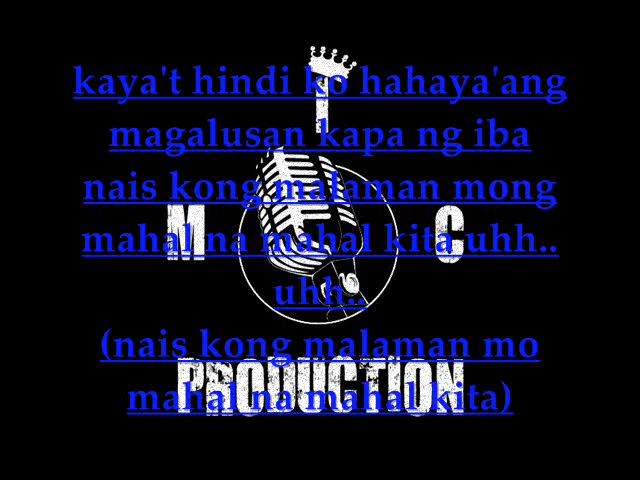 I
kaya't hindi ko hahaya'ang
magalusan kapa ng iba
nais kong malaman mong
M C
mahal na mahal kita uhh..
uhh..
(nais kong malaman mo
PRODUCTION
mahal na mahal kita)